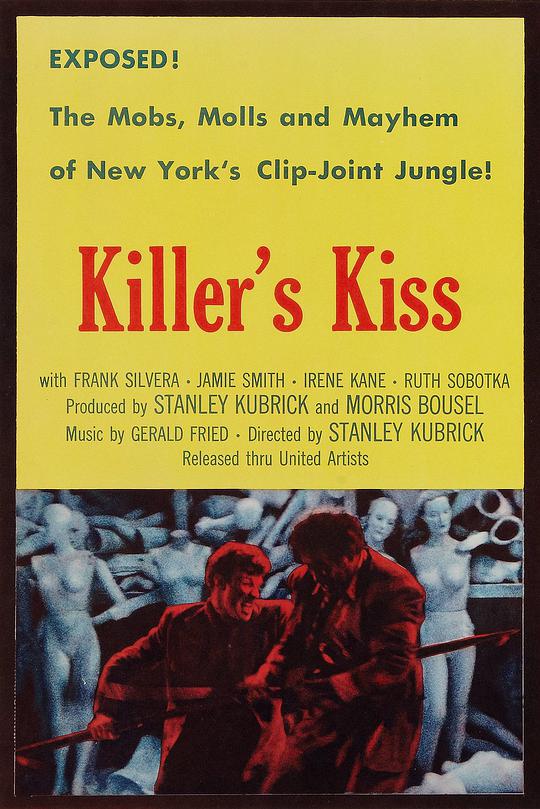 EXPOSED!
The Mobs, Molls and Mayhem
of New York's Clip-Joint Jungle!
Killer's Kiss
with FRANK SILVERA • JAMIE SMITH • IRENE KANE • RUTH SOBOTKA
Produced by STANLEY KUBRICK and MORRIS BOUSEL
Music by GERALD FRIED • Directed by STANLEY KUBRICK
Released thru United Artists